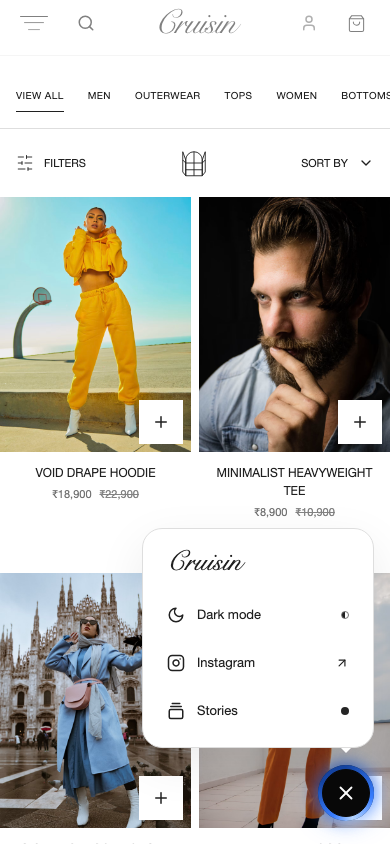 Cruisin
VIEW ALL MEN OUTERWEAR TOPS WOMEN BOTTOMS
FILTERS SORT BY
VOID DRAPE HOODIE
₹18,900 ₹22,900
MINIMALIST HEAVYWEIGHT
TEE
₹8,900 ₹10,900
Cruisin
Dark mode
Instagram
Stories